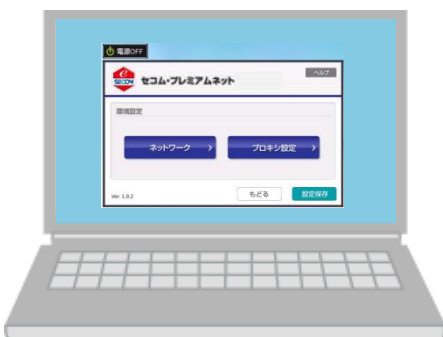 電源OFF
SECOM
セコム・プレミアムネット
ヘルプ
環境設定
ネットワーク
プロキシ設定
Ver. 1.9.2
もどる
設定保存